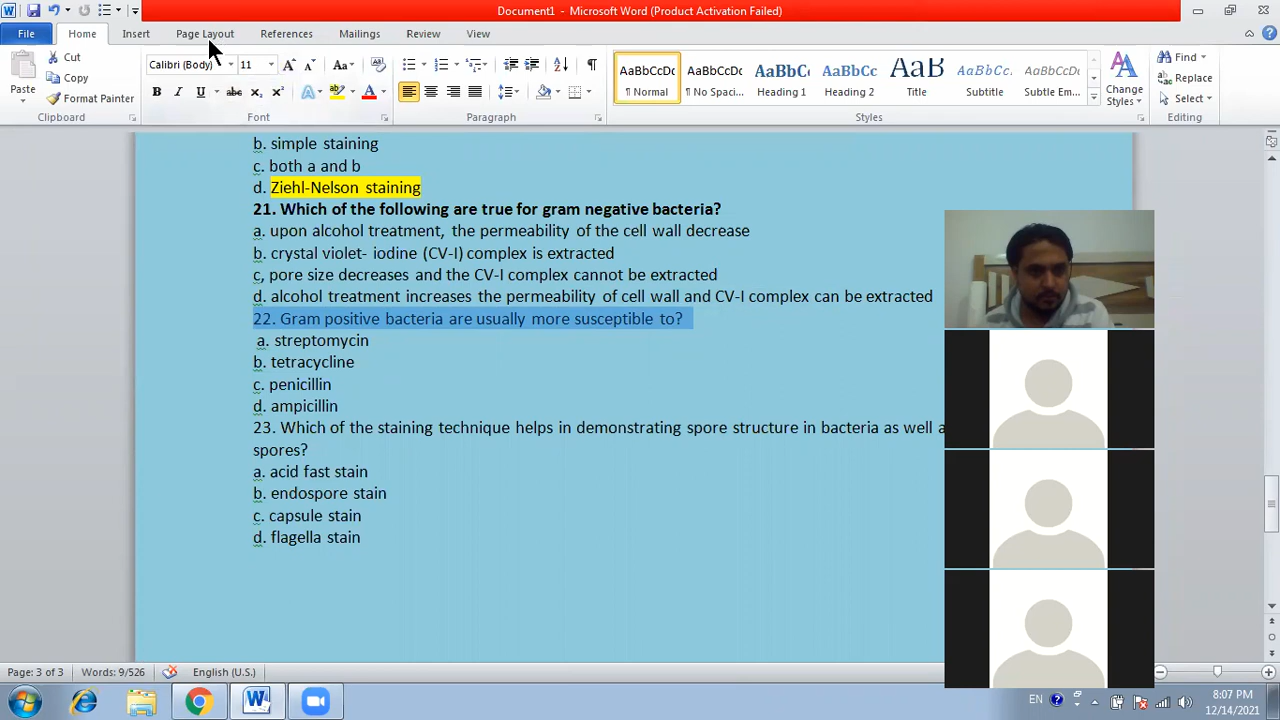 Document1 - Microsoft Word (Product Activation Failed)
File Home Insert Page Layout References Mailings Review View
Paste
Cut
Copy
Format Painter
Clipboard
Calibri (Body) 11
B I U abc x₂ x² A
Font
Paragraph
AaBbCcDc AaBbCcDc AaBbCc AaBbCc AaB AaBbCc. AaBbCcDc
¶ Normal ¶ No Spaci... Heading 1 Heading 2 Title Subtitle Subtle Em...
Styles
Change Styles
Find
Replace
Select
Editing
b. simple staining
c. both a and b
d. Ziehl-Nelson staining
21. Which of the following are true for gram negative bacteria?
a. upon alcohol treatment, the permeability of the cell wall decrease
b. crystal violet- iodine (CV-I) complex is extracted
c, pore size decreases and the CV-I complex cannot be extracted
d. alcohol treatment increases the permeability of cell wall and CV-I complex can be extracted
22. Gram positive bacteria are usually more susceptible to?
a. streptomycin
b. tetracycline
c. penicillin
d. ampicillin
23. Which of the staining technique helps in demonstrating spore structure in bacteria as well a
spores?
a. acid fast stain
b. endospore stain
c. capsule stain
d. flagella stain
Page: 3 of 3 Words: 9/526 English (U.S.)
EN
8:07 PM
12/14/2021